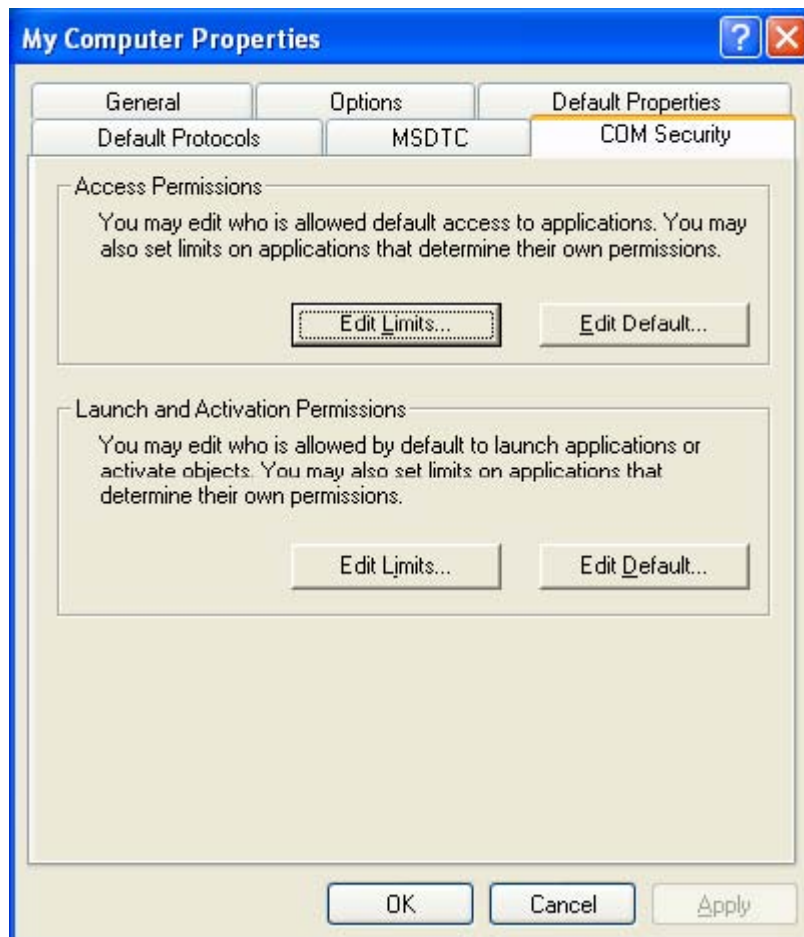 My Computer Properties
General Options Default Properties
Default Protocols MSDTC COM Security
Access Permissions
You may edit who is allowed default access to applications. You may
also set limits on applications that determine their own permissions.
Edit Limits... Edit Default...
Launch and Activation Permissions
You may edit who is allowed by default to launch applications or
activate objects. You may also set limits on applications that
determine their own permissions.
Edit Limits... Edit Default...
OK Cancel Apply